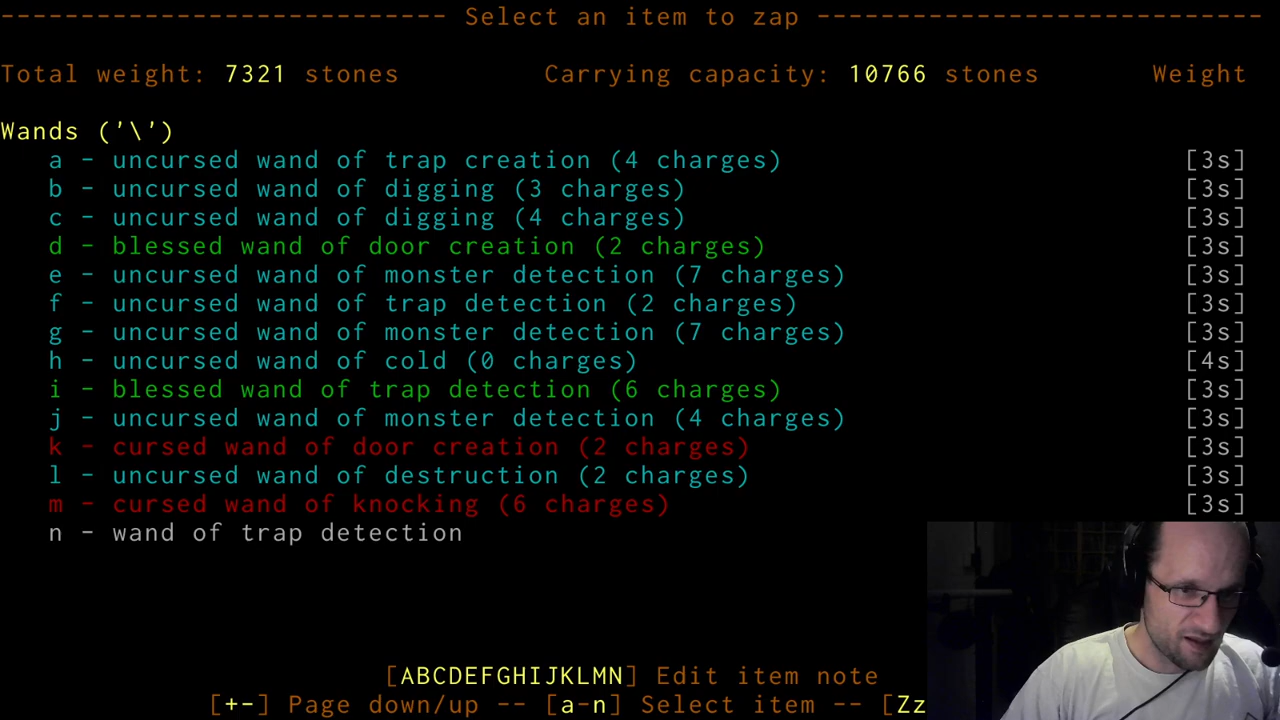 --------------------------- Select an item to zap ---------------------------
Total weight: 7321 stones Carrying capacity: 10766 stones Weight
Wands ('\')
a - uncursed wand of trap creation (4 charges) [3s]
b - uncursed wand of digging (3 charges) [3s]
c - uncursed wand of digging (4 charges) [3s]
d - blessed wand of door creation (2 charges) [3s]
e - uncursed wand of monster detection (7 charges) [3s]
f - uncursed wand of trap detection (2 charges) [3s]
g - uncursed wand of monster detection (7 charges) [3s]
h - uncursed wand of cold (0 charges) [4s]
i - blessed wand of trap detection (6 charges) [3s]
j - uncursed wand of monster detection (4 charges) [3s]
k - cursed wand of door creation (2 charges) [3s]
l - uncursed wand of destruction (2 charges) [3s]
m - cursed wand of knocking (6 charges) [3s]
n - wand of trap detection
[ABCDEFGHIJKLMN] Edit item note
[+-] Page down/up -- [a-n] Select item -- [Zz